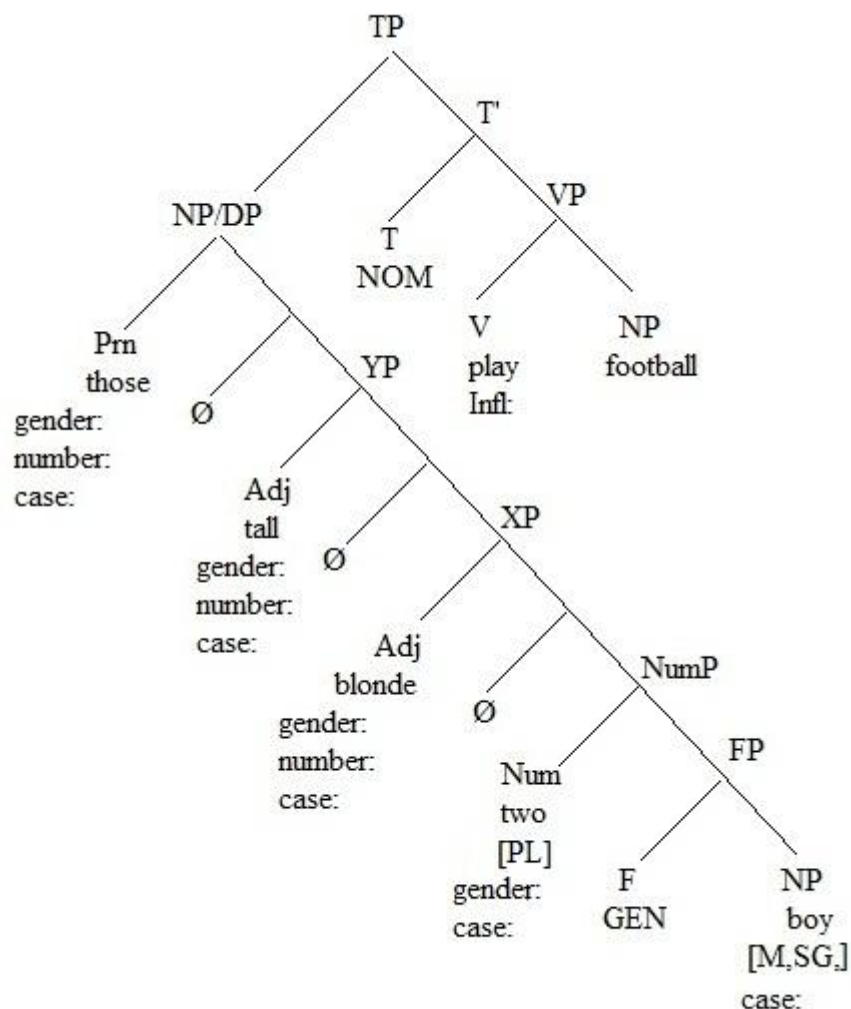 TP
T'
NP/DP
T
NOM
VP
Prn
those
gender:
number:
case:
Ø
YP
V
play
Infl:
NP
football
Adj
tall
gender:
number:
case:
Ø
XP
Adj
blonde
gender:
number:
case:
Ø
NumP
Num
two
[PL]
gender:
case:
FP
F
GEN
NP
boy
[M,SG,]
case: